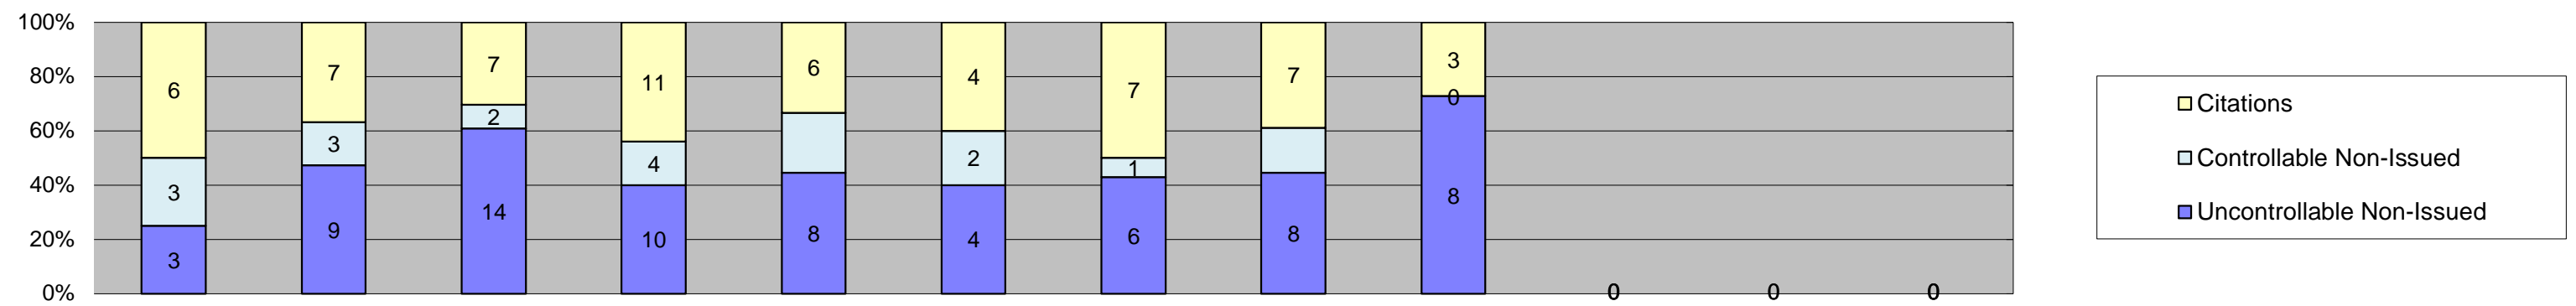 100%
80%
60%
40%
20%
0%
6 7 7 11 6 4 7 7 3
3 3 2 4 2 1 0
3 9 14 10 8 4 6 8 8
0 0 0
Citations
Controllable Non-Issued
Uncontrollable Non-Issued